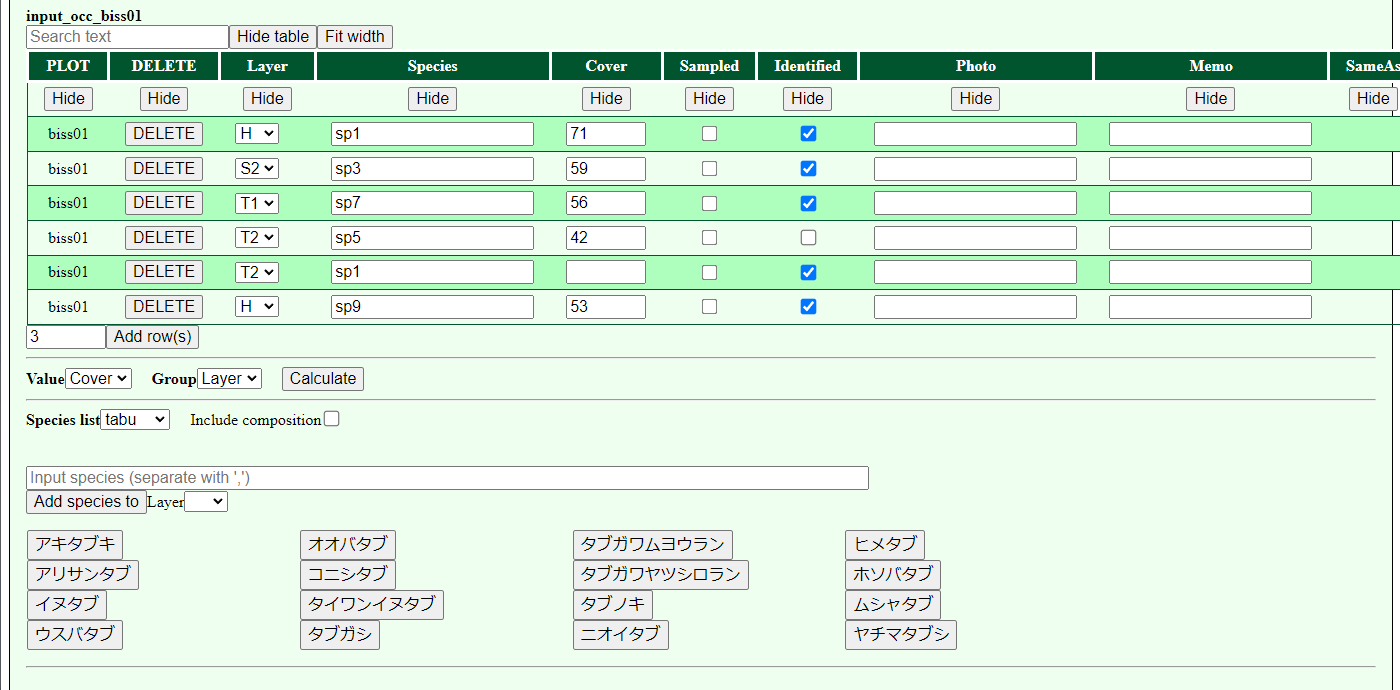 input_occ_biss01
Search text Hide table Fit width
PLOT DELETE Layer Species Cover Sampled Identified Photo Memo SameAs
Hide Hide Hide Hide Hide Hide Hide Hide Hide Hide
biss01 DELETE H sp1 71
biss01 DELETE S2 sp3 59
biss01 DELETE T1 sp7 56
biss01 DELETE T2 sp5 42
biss01 DELETE T2 sp1
biss01 DELETE H sp9 53
3 Add row(s)
Value Cover Group Layer Calculate
Species list tabu Include composition
Input species (separate with ',')
Add species to Layer
アキタブキ オオバタブ タブガワムヨウラン ヒメタブ
アリサンタブ コニシタブ タブガワヤツシロラン ホソバタブ
イヌタブ タイワンイヌタブ タブノキ ムシャタブ
ウスバタブ タブガシ ニオイタブ ヤチマタブシ